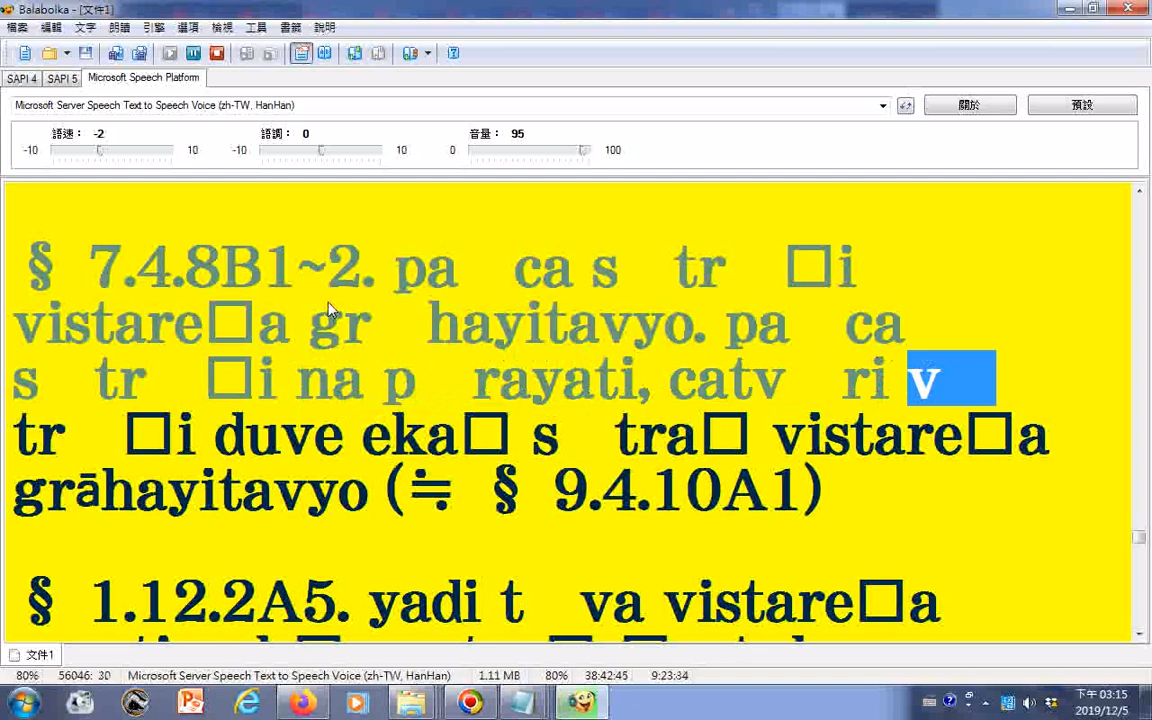 Balabolka - [文件1]
檔案 編輯 文字 朗讀 引擎 選項 檢視 工具 書籤 說明
SAPI 4 SAPI 5 Microsoft Speech Platform
Microsoft Server Speech Text to Speech Voice (zh-TW, HanHan) 關於 預設
語速: -2 語調: 0 音量: 95
-10 10 -10 10 0 100
§ 7.4.8B1~2. pa ca s tr □i
vistare□a gr hayitavyo. pa ca
s tr □i na p rayati, catv ri v
tr □i duve eka□ s tra□ vistare□a
grāhayitavyo (≒ § 9.4.10A1)
§ 1.12.2A5. yadi t va vistare□a
文件1
80% 56046: 30 Microsoft Server Speech Text to Speech Voice (zh-TW, HanHan) 1.11 MB 80% 38:42:45 9:23:34
下午 03:15
2019/12/5